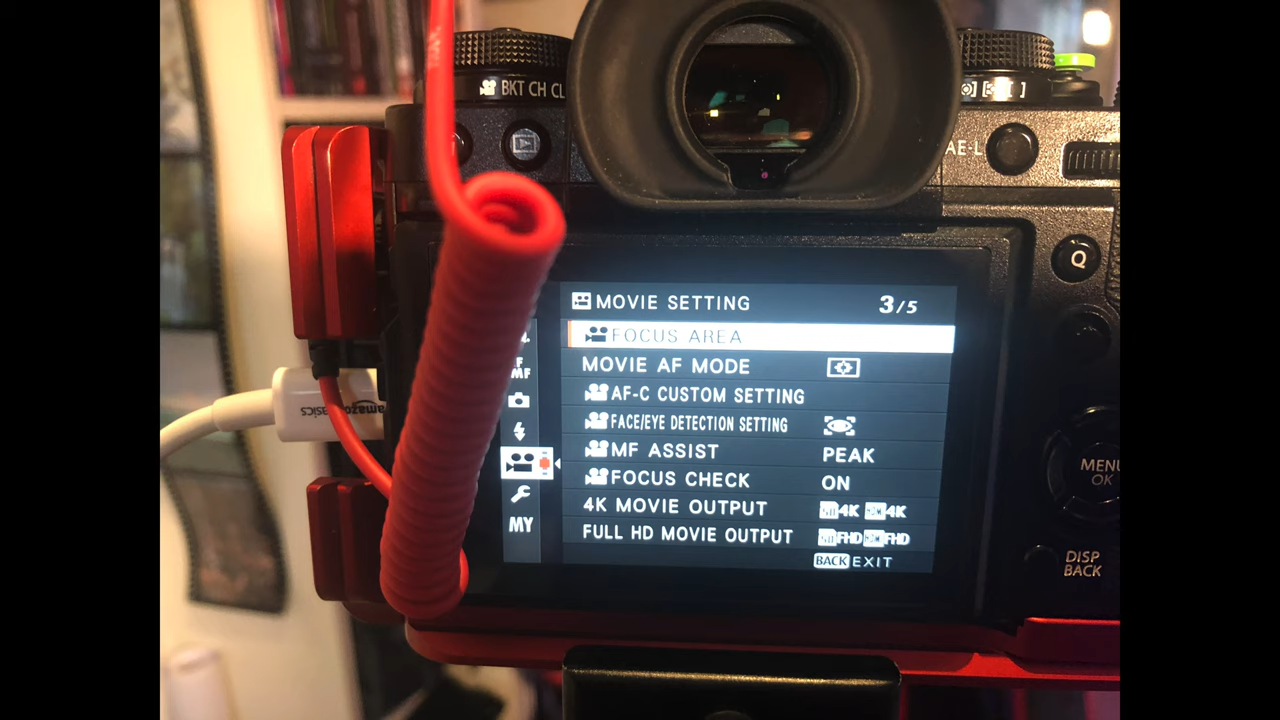 BKT CH CL
AE-L
Q
MOVIE SETTING 3/5
FOCUS AREA
MOVIE AF MODE
AF-C CUSTOM SETTING
FACE/EYE DETECTION SETTING
MF ASSIST PEAK
FOCUS CHECK ON
4K MOVIE OUTPUT 4K 4K
FULL HD MOVIE OUTPUT FHD FHD
BACK EXIT
MF
MY
MENU
OK
DISP
BACK
amazonbasics